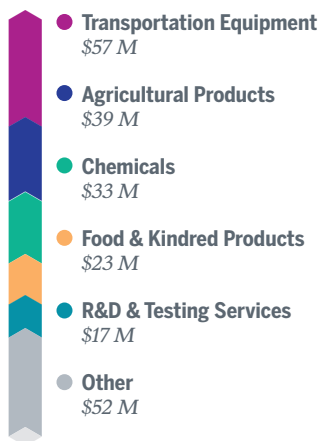 Transportation Equipment
$57 M
Agricultural Products
$39 M
Chemicals
$33 M
Food & Kindred Products
$23 M
R&D & Testing Services
$17 M
Other
$52 M